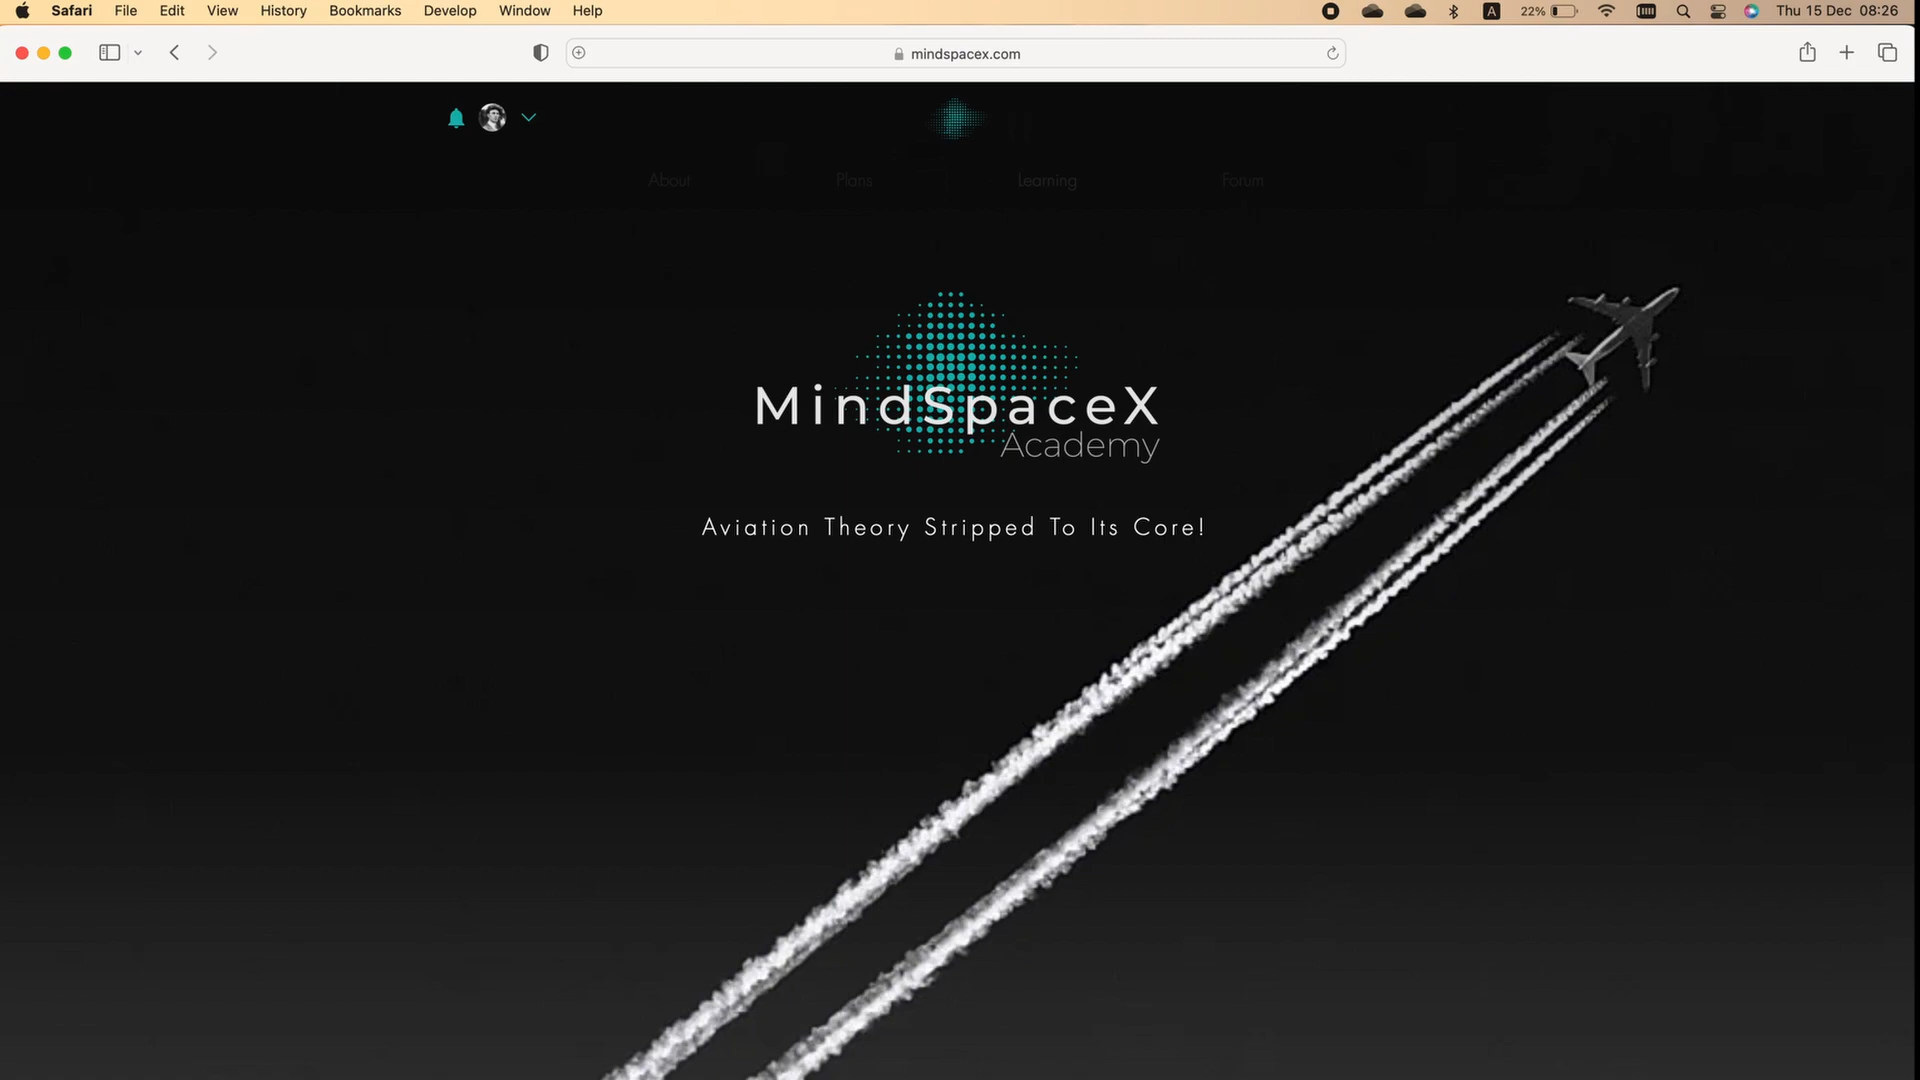 Safari File Edit View History Bookmarks Develop Window Help A 22% Thu 15 Dec 08:26
mindspacex.com
About Plans Learning Forum
MindSpaceX
Academy
Aviation Theory Stripped To Its Core!